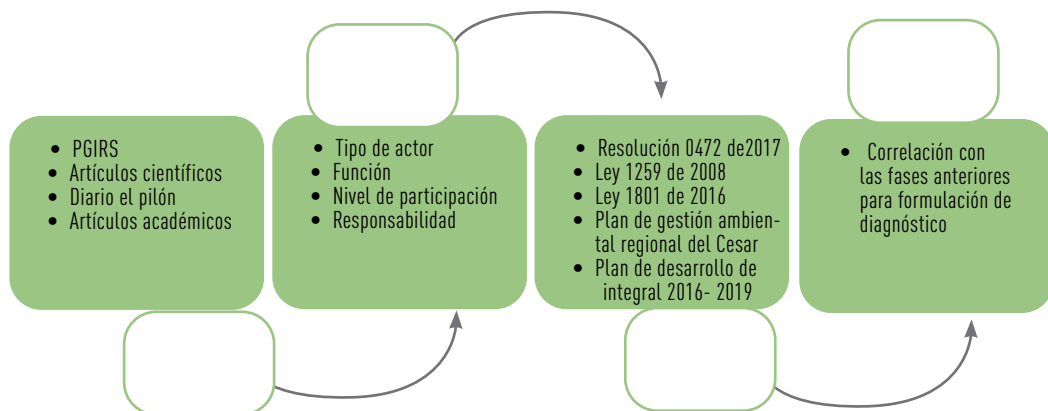 • PGIRS
• Artículos científicos
• Diario el pilón
• Artículos académicos
• Tipo de actor
• Función
• Nivel de participación
• Responsabilidad
• Resolución 0472 de2017
• Ley 1259 de 2008
• Ley 1801 de 2016
• Plan de gestión ambien-
tal regional del Cesar
• Plan de desarrollo de
integral 2016- 2019
• Correlación con
las fases anteriores
para formulación de
diagnóstico